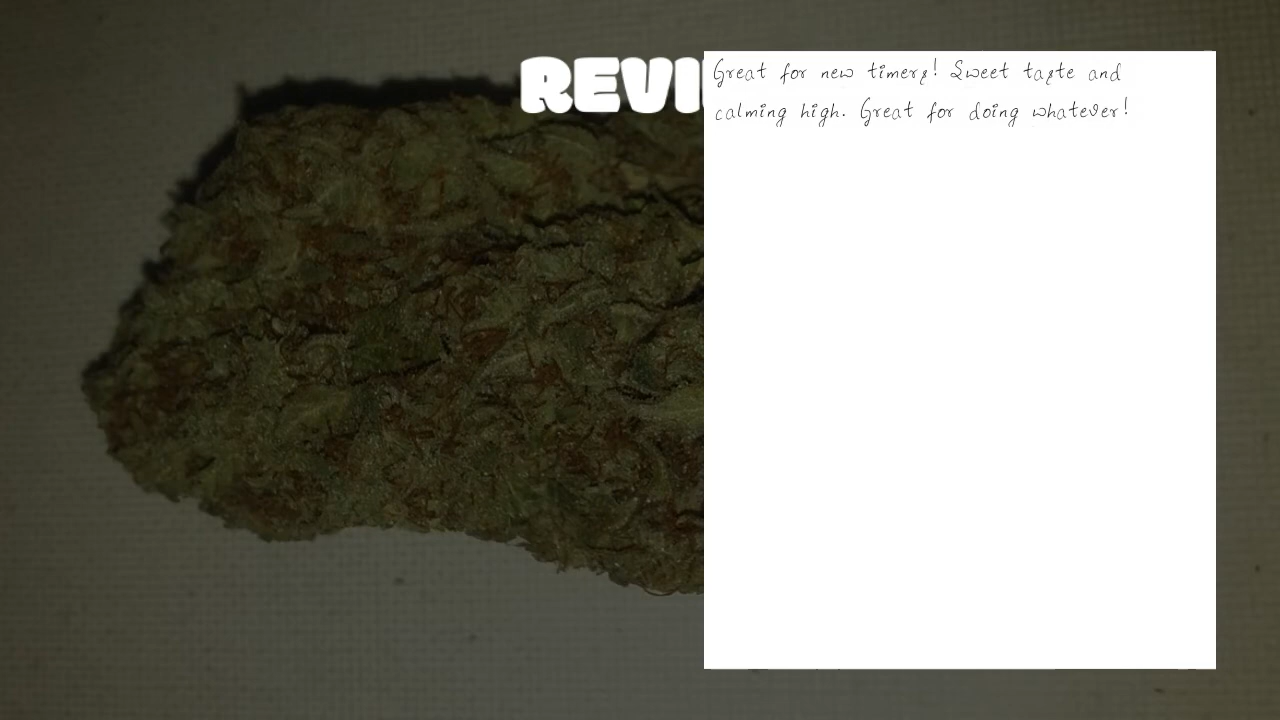 REVI
Great for new timers! Sweet taste and
calming high. Great for doing whatever!